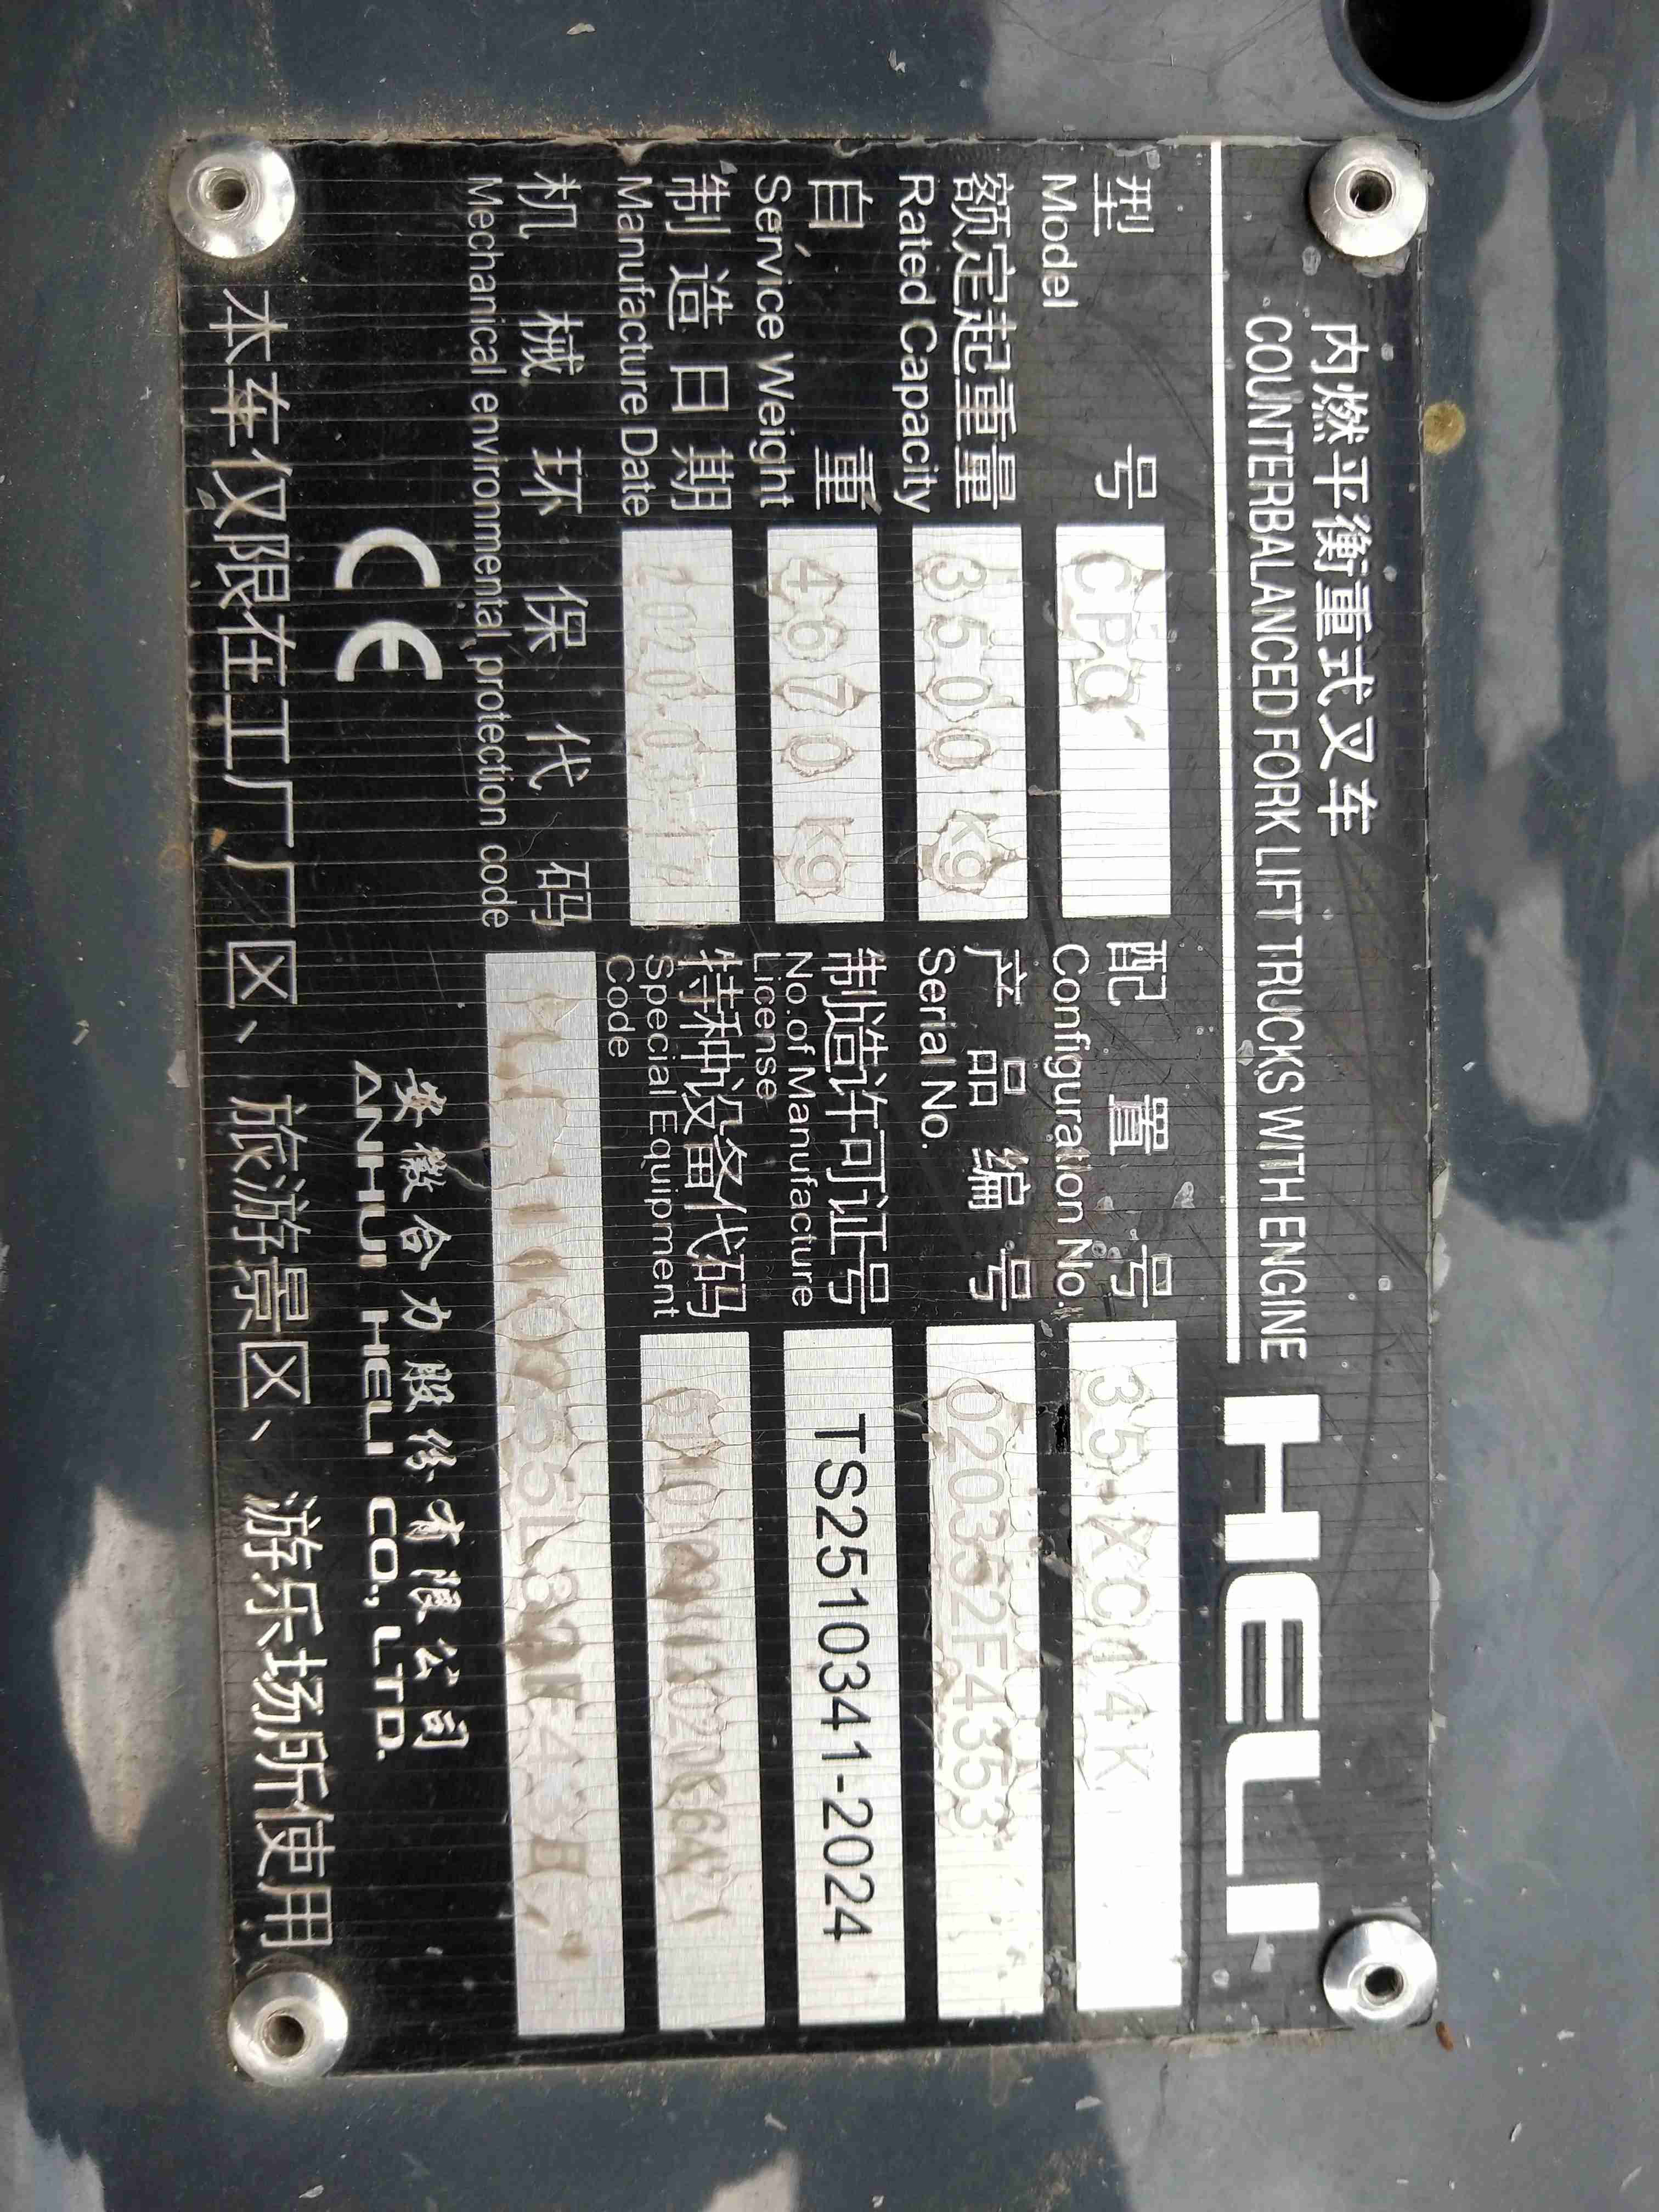 内燃平衡重式叉车
COUNTERBALANCED FORK LIFT TRUCKS WITH ENGINE
HELI
型号
Model
CPC
配置号
Configuration No.
35-XC14K
额定起重量
Rated Capacity
3500 kg
产品编号
Serial No.
020352F4353
自重
Service Weight
4670 kg
制造许可证号
No.of Manufacture
License
TS2510341-2024
制造日期
Manufacture Date
2020.03.17
特种设备代码
Special Equipment
Code
机械环保代码
Mechanical environmental protection code
CE
安徽合力股份有限公司
ANHUI HELI CO., LTD.
本车仅限在工厂厂区、旅游景区、游乐场所使用